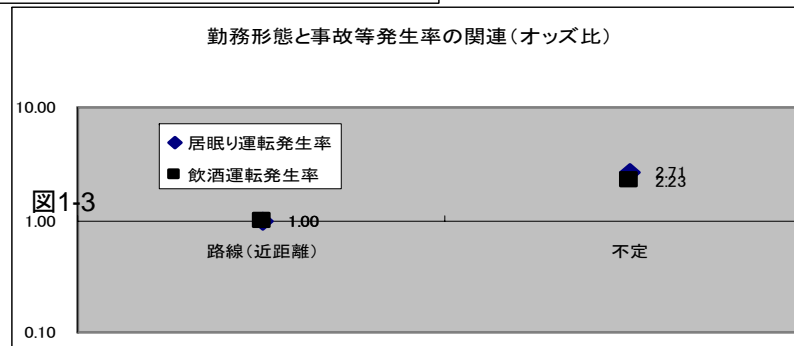 勤務形態と事故等発生率の関連(オッズ比)
10.00
居眠り運転発生率
飲酒運転発生率
2.71
2.23
図1-3
1.00
1.00
路線(近距離)
不定
0.10